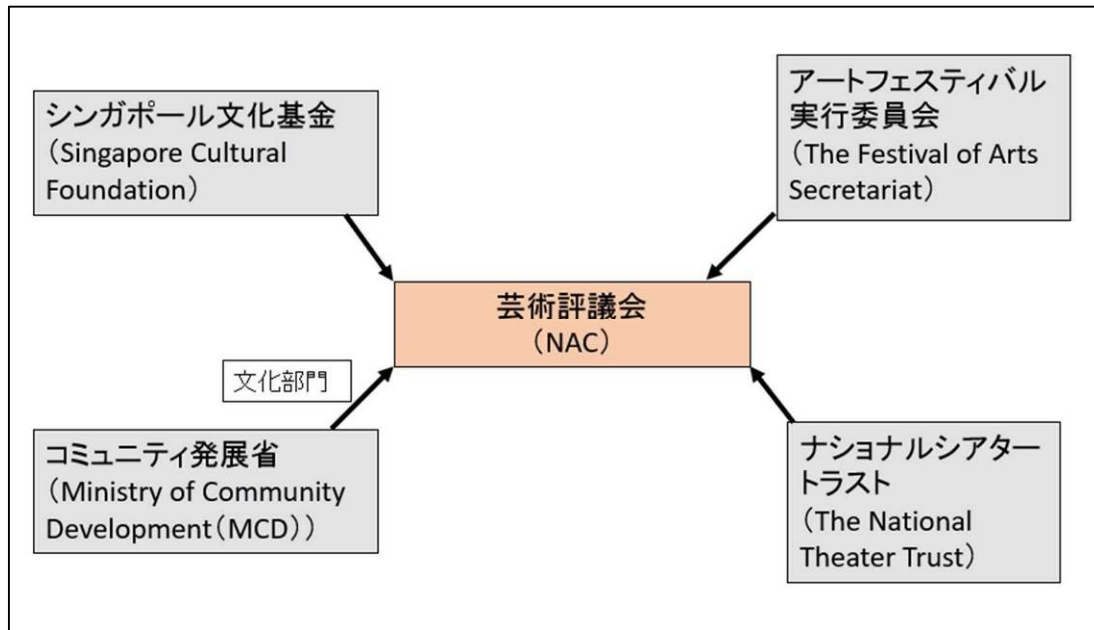 シンガポール文化基金
（Singapore Cultural
Foundation）
アートフェスティバル
実行委員会
（The Festival of Arts
Secretariat）
芸術評議会
（NAC）
文化部門
コミュニティ発展省
（Ministry of Community
Development（MCD））
ナショナルシアター
トラスト
（The National
Theater Trust）